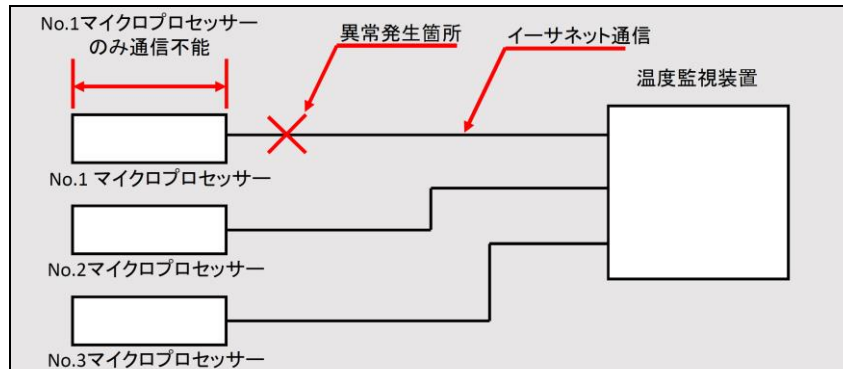 No.1マイクロプロセッサー
のみ通信不能
異常発生箇所
イーサネット通信
温度監視装置
No.1 マイクロプロセッサー
No.2マイクロプロセッサー
No.3マイクロプロセッサー